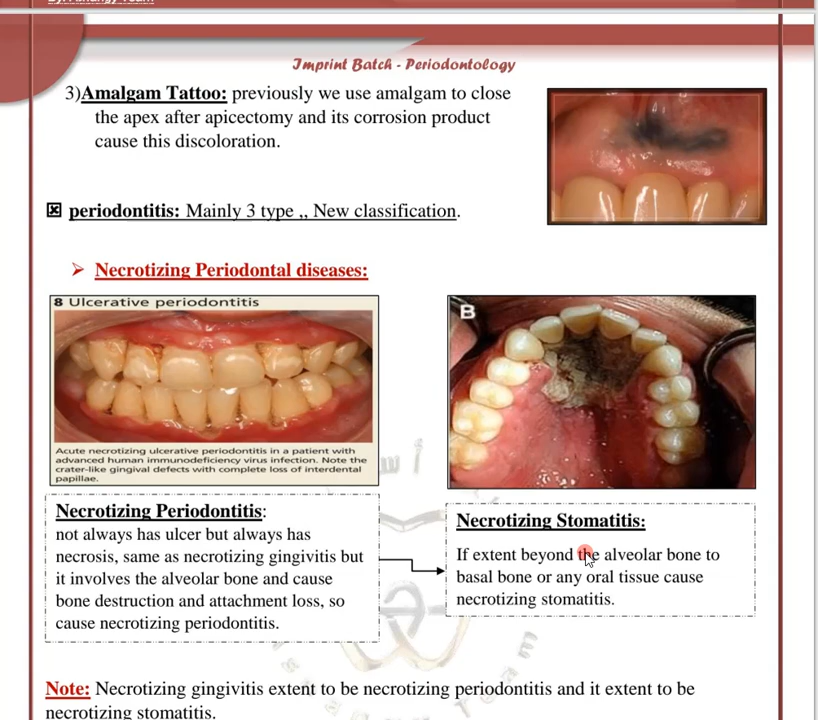 Imprint Batch - Periodontology
3)Amalgam Tattoo: previously we use amalgam to close
the apex after apicectomy and its corrosion product
cause this discoloration.
periodontitis: Mainly 3 type ,, New classification.
Necrotizing Periodontal diseases:
8 Ulcerative periodontitis
B
Acute necrotizing ulcerative periodontitis in a patient with
advanced human immunodeficiency virus infection. Note the
crater-like gingival defects with complete loss of interdental
papillae.
Necrotizing Periodontitis:
not always has ulcer but always has
necrosis, same as necrotizing gingivitis but
it involves the alveolar bone and cause
bone destruction and attachment loss, so
cause necrotizing periodontitis.
Necrotizing Stomatitis:
If extent beyond the alveolar bone to
basal bone or any oral tissue cause
necrotizing stomatitis.
Note: Necrotizing gingivitis extent to be necrotizing periodontitis and it extent to be
necrotizing stomatitis.